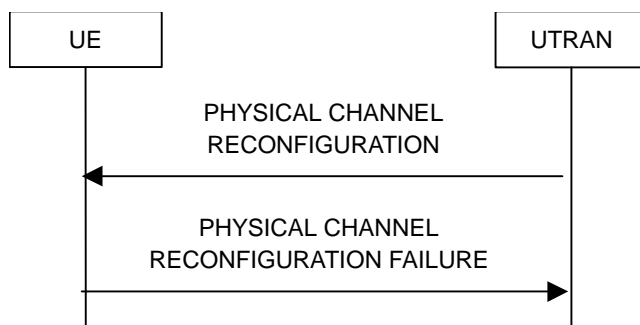 UE
UTRAN
PHYSICAL CHANNEL
RECONFIGURATION
PHYSICAL CHANNEL
RECONFIGURATION FAILURE